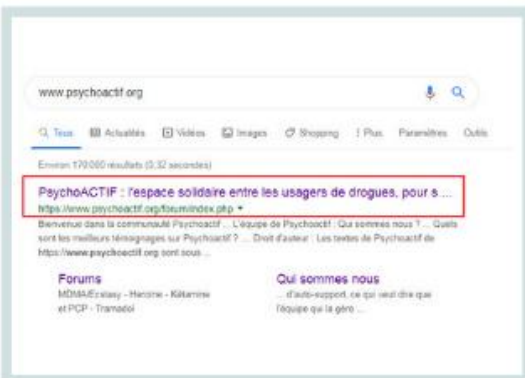 www.psychoactif.org
Tous Actualités Vidéos Images Shopping Plus Paramètres Outils
Environ 170 000 résultats (0,32 secondes)
PsychoACTIF : l'espace solidaire entre les usagers de drogues, pour s ...
https://www.psychoactif.org/forum/index.php
Bienvenue dans la communauté Psychoactif ... L'équipe de Psychoactif : Qui sommes nous ? ... Quels
sont les meilleurs témoignages sur Psychoactif ? ... Droit d'auteur : Les textes de Psychoactif de
https://www.psychoactif.org sont sous ...
Forums
MDMA/Ecstasy - Heroine - Kétamine
et PCP - Tramadol
Qui sommes nous
... d'auto-support, ce qui veut dire que
l'équipe qui la gère ...